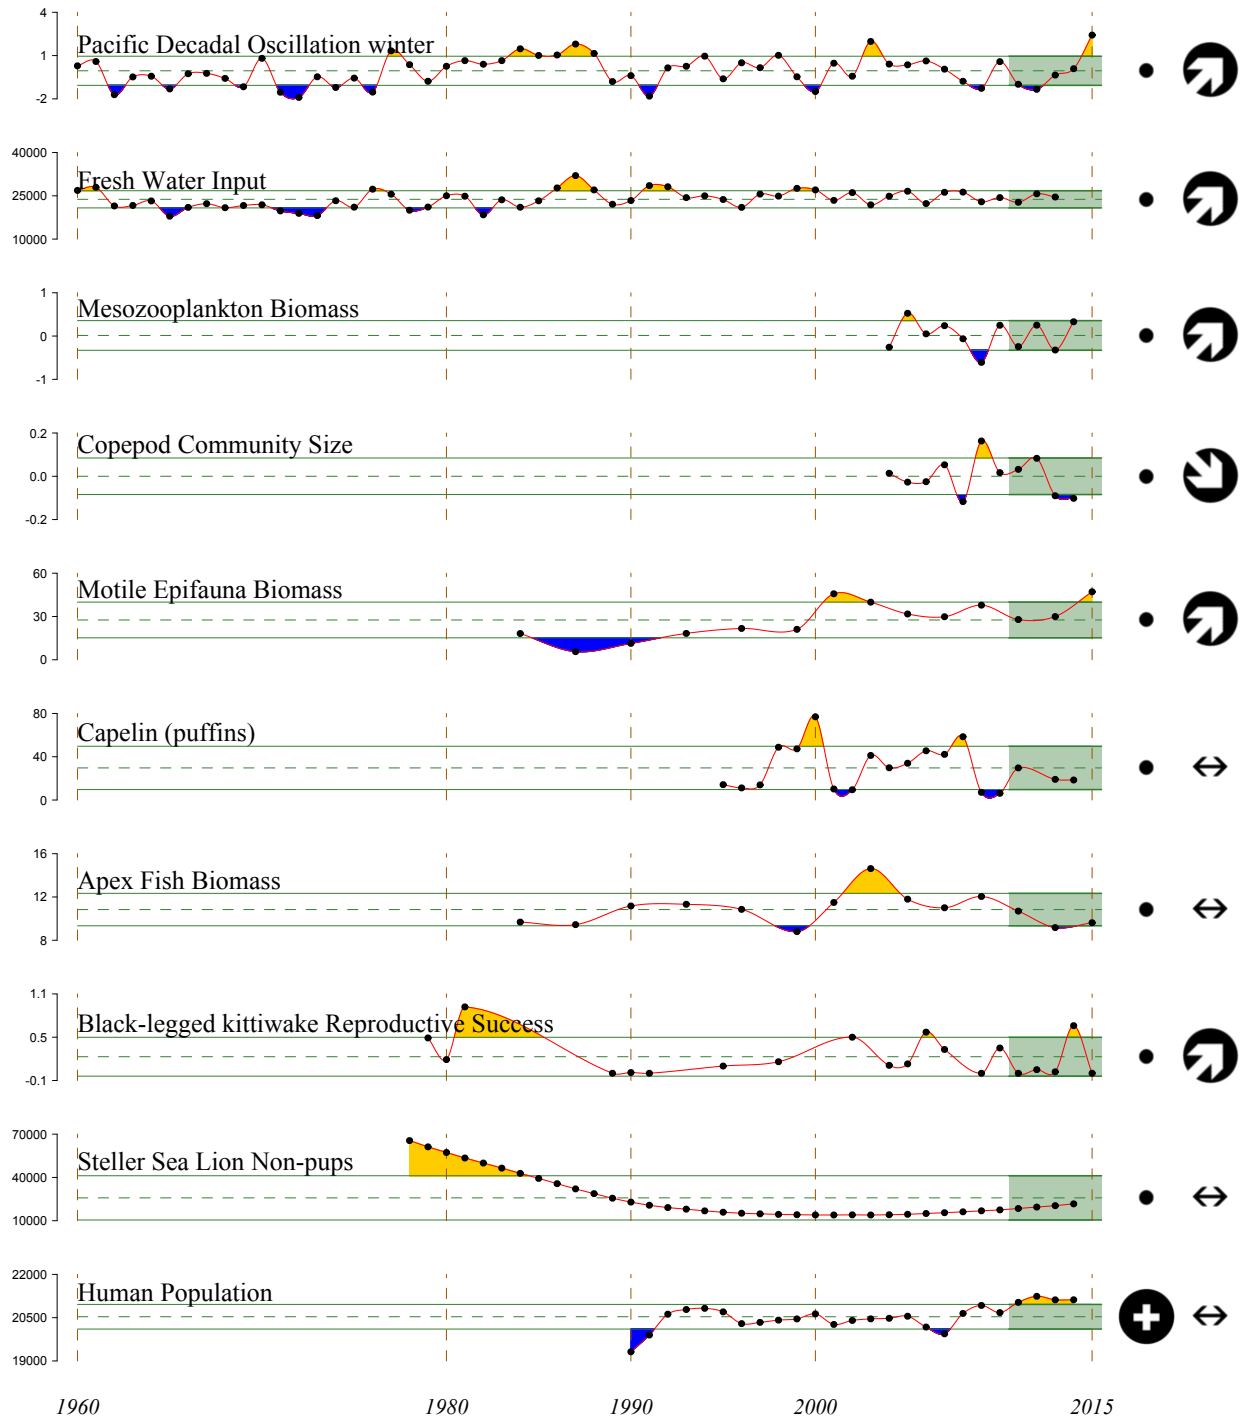 4
1
-2
Pacific Decadal Oscillation winter
40000
25000
10000
Fresh Water Input
1
0
-1
Mesozooplankton Biomass
0.2
0.0
-0.2
Copepod Community Size
60
30
0
Motile Epifauna Biomass
80
40
0
Capelin (puffins)
16
12
8
Apex Fish Biomass
1.1
0.5
-0.1
Black-legged kittiwake Reproductive Success
70000
40000
10000
Steller Sea Lion Non-pups
22000
20500
19000
Human Population
1960 1980 1990 2000 2015